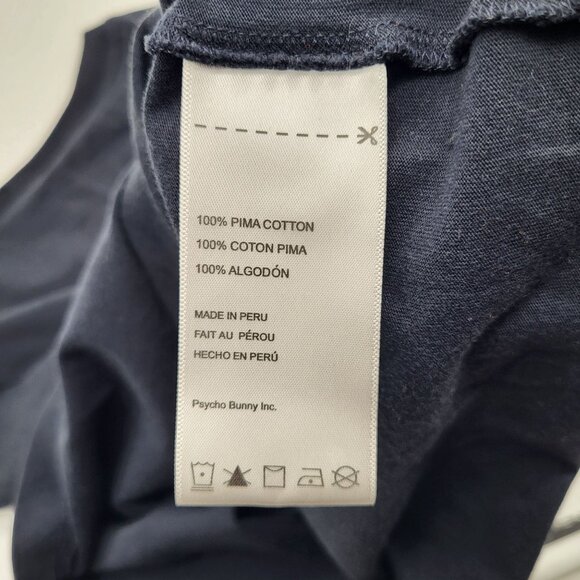 100% PIMA COTTON
100% COTON PIMA
100% ALGODÓN
MADE IN PERU
FAIT AU PÉROU
HECHO EN PERÚ
Psycho Bunny Inc.